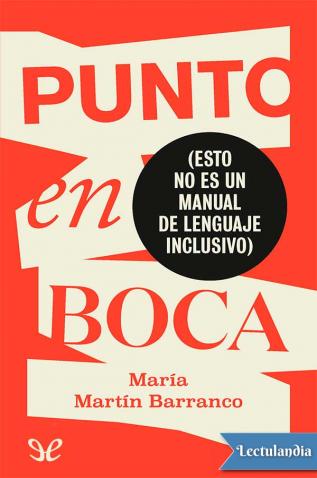 PUNTO
en
(ESTO
NO ES UN
MANUAL
DE LENGUAJE
INCLUSIVO)
BOCA
María
Martín Barranco
Lectulandia